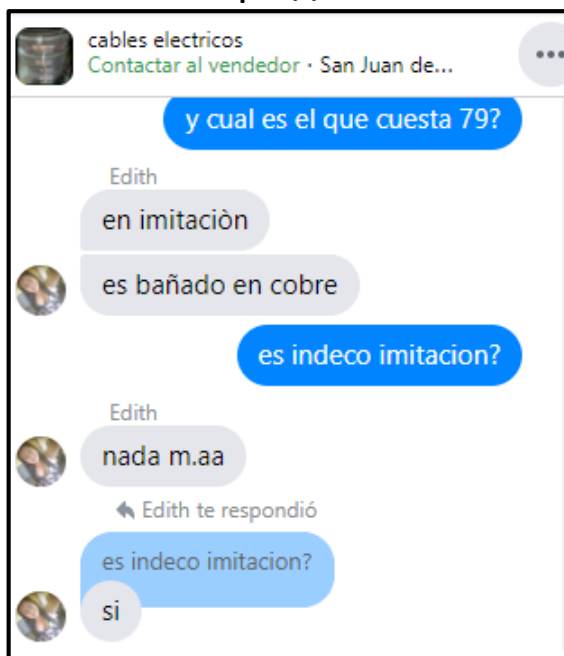 cables electricos
Contactar al vendedor · San Juan de...
y cual es el que cuesta 79?
Edith
en imitaciòn
es bañado en cobre
es indeco imitacion?
Edith
nada m.aa
Edith te respondió
es indeco imitacion?
si